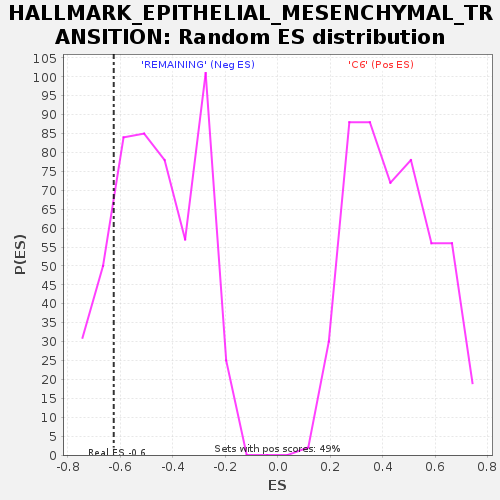 HALLMARK_EPITHELIAL_MESENCHYMAL_TR
ANSITION: Random ES distribution
'REMAINING' (Neg ES)
'C6' (Pos ES)
105
100
95
90
85
80
75
70
65
60
55
50
45
40
35
30
25
20
15
10
5
0
P(ES)
Real ES -0.6
Sets with pos scores: 49%
-0.8 -0.6 -0.4 -0.2 0.0 0.2 0.4 0.6 0.8
ES